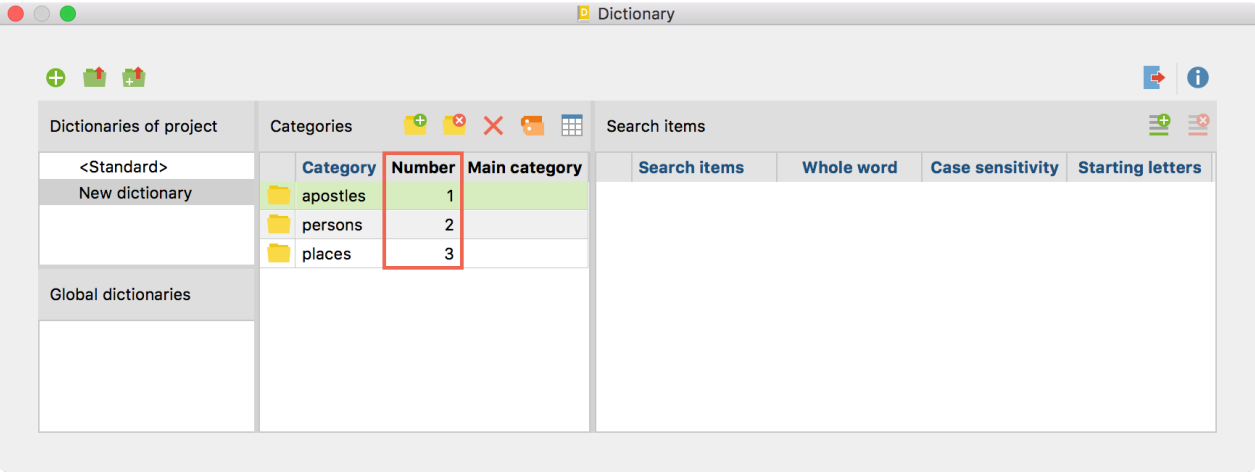 Dictionary
Dictionaries of project
<Standard>
New dictionary
Global dictionaries
Categories
Category Number Main category
apostles 1
persons 2
places 3
Search items
Search items Whole word Case sensitivity Starting letters